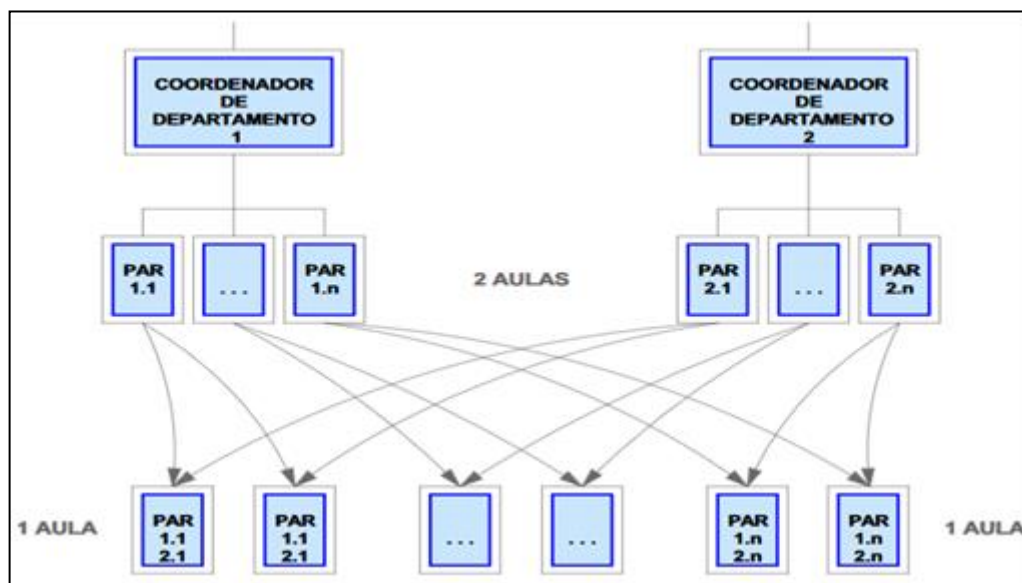 COORDENADOR
DE
DEPARTAMENTO
1
COORDENADOR
DE
DEPARTAMENTO
2
PAR
1.1
...
PAR
1.n
2 AULAS
PAR
2.1
...
PAR
2.n
1 AULA
PAR
1.1
2.1
PAR
1.1
2.1
...
...
PAR
1.n
2.n
PAR
1.n
2.n
1 AULA